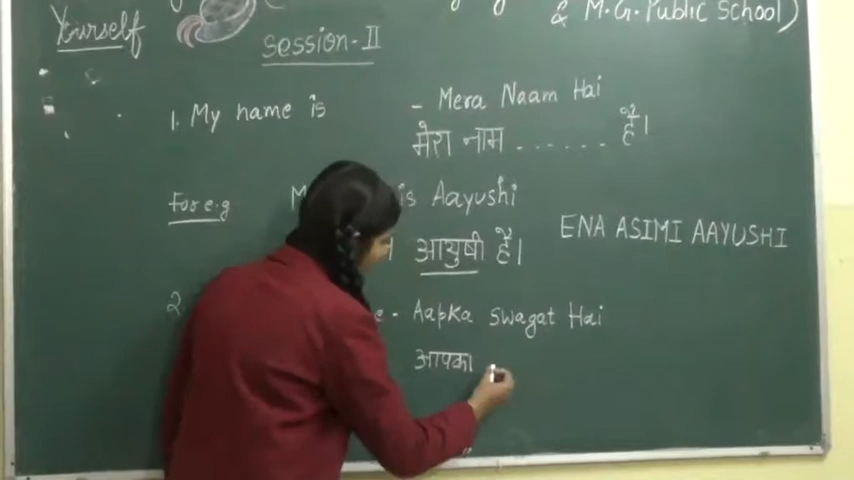 Yourself & M.G. Public School)
Session-II
1. My name is - Mera Naam Hai
मेरा नाम ...... है।
For e.g is Aayushi
आयुषी है। ENA ASIMI AAYUSHI
2 - Aapka swagat Hai
आपका